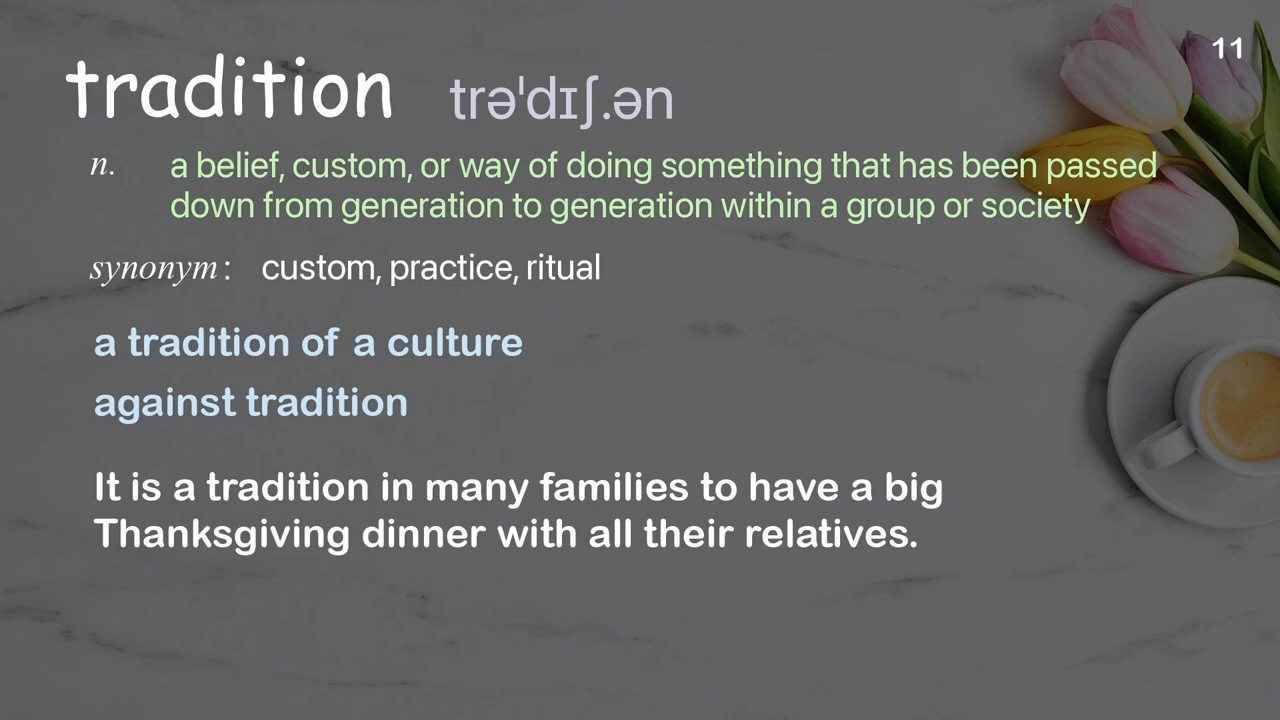 11
tradition trəˈdɪʃ.ən
n. a belief, custom, or way of doing something that has been passed
down from generation to generation within a group or society
synonym : custom, practice, ritual
a tradition of a culture
against tradition
It is a tradition in many families to have a big
Thanksgiving dinner with all their relatives.